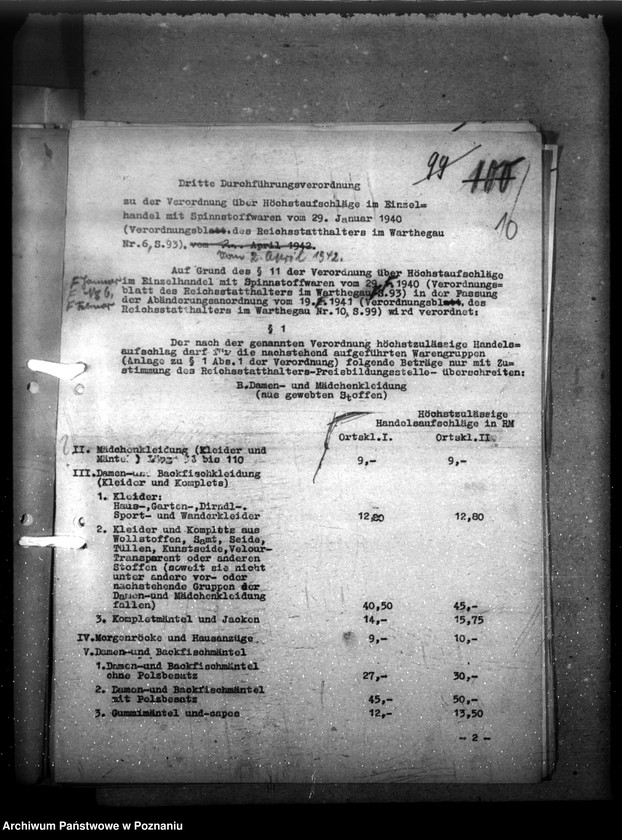 99 100
10
Dritte Durchführungsverordnung
zu der Verordnung über Höchstaufschläge im Einzel=
handel mit Spinnstoffwaren vom 29. Januar 1940
(Verordnungsblatt des Reichsstatthalters im Warthegau
Nr.6, S.93). vom 2. April 1942.
Vom 2. April 1942.
Auf Grund des § 11 der Verordnung über Höchstaufschläge
F Januar im Einzelhandel mit Spinnstoffwaren vom 29. 1940 (Verordnungs=
blatt des Reichsstatthalters im Warthegau S.93) in der Fassung
F Februar der Abänderungsanordnung vom 19. 1941 (Verordnungsblatt des
Reichsstatthalters im Warthegau Nr.10, S.99) wird verordnet:
§ 1
Der nach der genannten Verordnung höchstzulässige Handels=
aufschlag darf für die nachstehend aufgeführten Warengruppen
(Anlage zu § 1 Abs.1 der Verordnung) folgende Beträge nur mit Zu=
stimmung des Reichsstatthalters-Preisbildungsstelle- überschreiten:
B.Damen- und Mädchenkleidung
(aus gewebten Stoffen)
Höchstzulässige
Handelsaufschläge in RM
Ortskl.I. Ortskl.II.
II. Mädchenkleidung (Kleider und
Mäntel) bis 110 9,- 9,-
III.Damen-und Backfischkleidung
(Kleider und Komplets)
1. Kleider:
Haus-,Garten-,Dirndl-.
Sport- und Wanderkleider 12,80 12,80
2. Kleider und Komplets aus
Wollstoffen, Samt, Seide,
Tüllen, Kunstseide,Velour-
Transparent oder anderen
Stoffen (soweit sie nicht
unter andere vor- oder
nachstehende Gruppen der
Damen-und Mädchenkleidung
fallen) 40,50 45,-
3. Kompletmäntel und Jacken 14,- 15,75
IV.Morgenröcke und Hausanzüge 9,- 10,-
V.Damen-und Backfischmäntel
1.Damen-und Backfischmäntel
ohne Pelzbesatz 27,- 30,-
2. Damen-und Backfischmäntel
mit Pelzbesatz 45,- 50,-
3. Gummimäntel und-capes 12,- 13,50
- 2 -
Archiwum Państwowe w Poznaniu